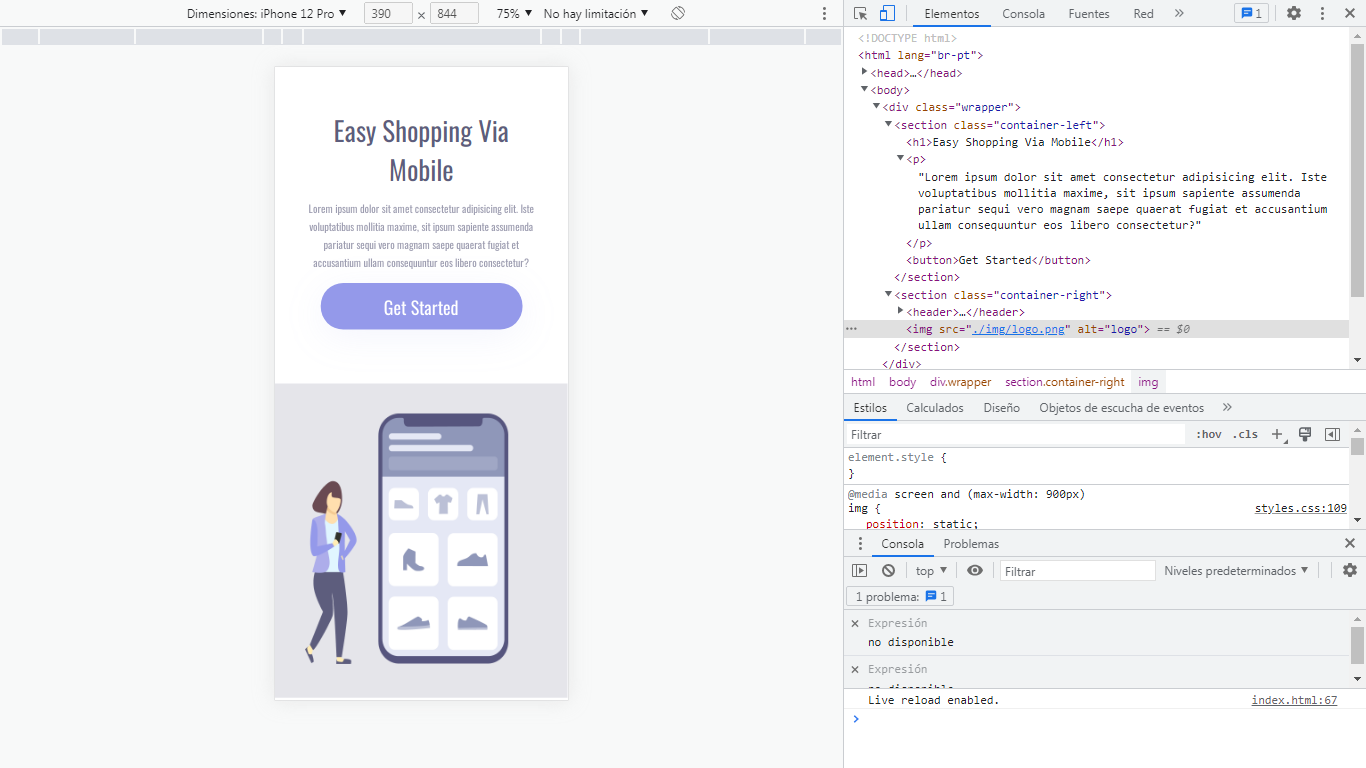 Dimensiones: iPhone 12 Pro ▼ 390 × 844 75% ▼ No hay limitación ▼
Easy Shopping Via
Mobile
Lorem ipsum dolor sit amet consectetur adipisicing elit. Iste
voluptatibus mollitia maxime, sit ipsum sapiente assumenda
pariatur sequi vero magnam saepe quaerat fugiat et
accusantium ullam consequuntur eos libero consectetur?
Get Started
Elementos Consola Fuentes Red » 1
<!DOCTYPE html>
<html lang="br-pt">
<head>…</head>
<body>
<div class="wrapper">
<section class="container-left">
<h1>Easy Shopping Via Mobile</h1>
<p>
"Lorem ipsum dolor sit amet consectetur adipisicing elit. Iste
voluptatibus mollitia maxime, sit ipsum sapiente assumenda
pariatur sequi vero magnam saepe quaerat fugiat et accusantium
ullam consequuntur eos libero consectetur?"
</p>
<button>Get Started</button>
</section>
<section class="container-right">
<header>…</header>
<img src="./img/logo.png" alt="logo"> == $0
</section>
</div>
html body div.wrapper section.container-right img
Estilos Calculados Diseño Objetos de escucha de eventos »
Filtrar :hov .cls +
element.style {
}
@media screen and (max-width: 900px)
img { styles.css:109
position: static;
Consola Problemas
top ▼ Filtrar Niveles predeterminados ▼
1 problema: 1
Expresión
no disponible
Expresión
no disponible
Live reload enabled. index.html:67